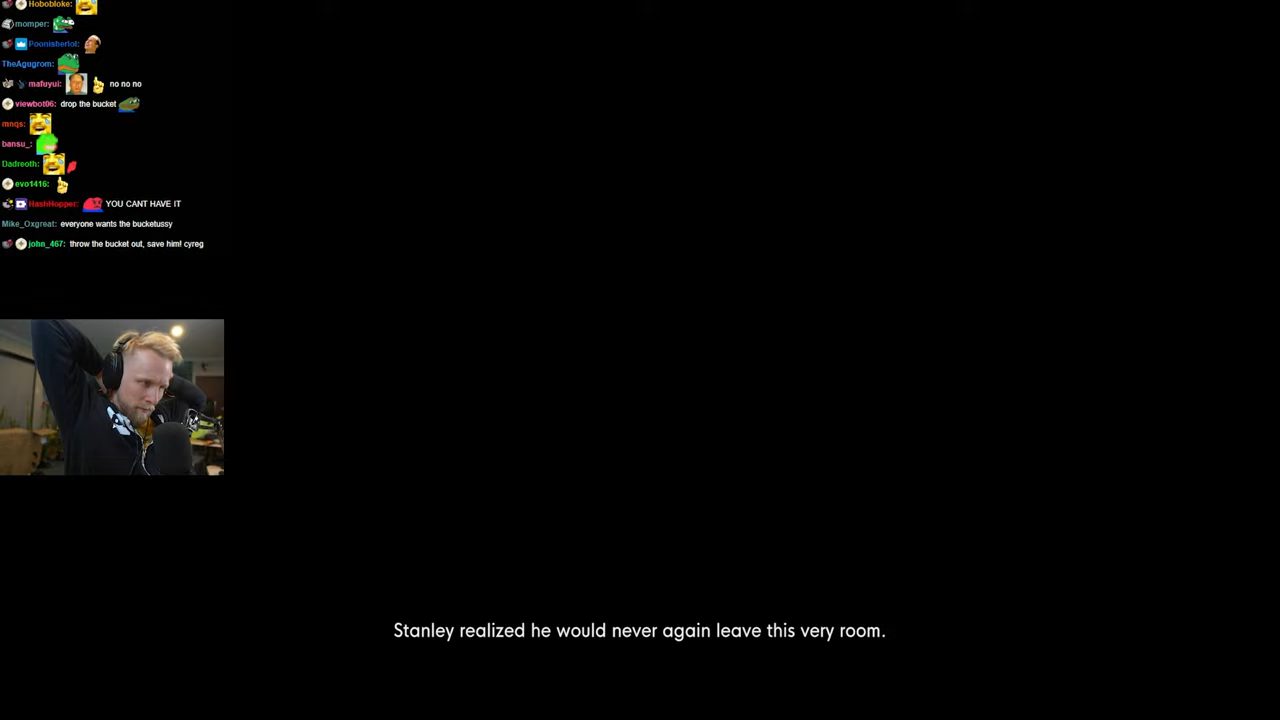 Hobobloke:
momper:
Poonisherlot:
TheAgugrom:
mafuyui: no no no
viewbot06: drop the bucket
mnqs:
bansu_:
Dadreoth:
evo1416:
HashHopper: YOU CANT HAVE IT
Mike_Oxgreat: everyone wants the bucketussy
john_467: throw the bucket out, save him! cyreg
Stanley realized he would never again leave this very room.